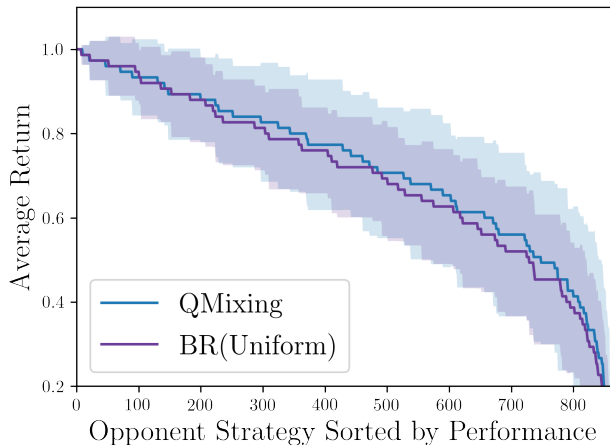 1.0
0.8
0.6
0.4
0.2
Average Return
QMixing
BR(Uniform)
0 100 200 300 400 500 600 700 800
Opponent Strategy Sorted by Performance